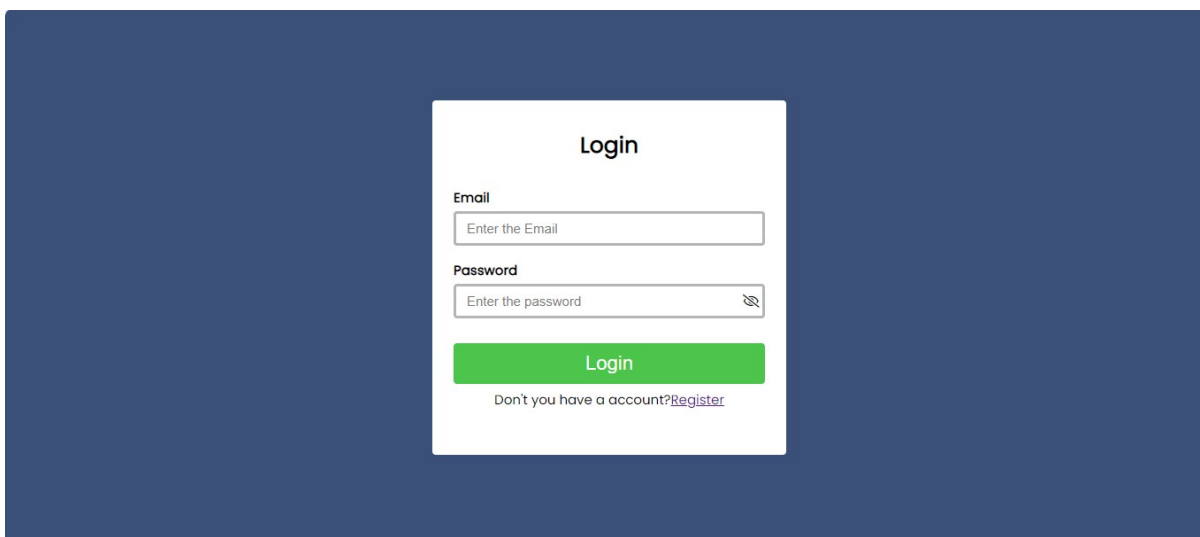 Login
Email
Enter the Email
Password
Enter the password
Login
Don't you have a account?Register